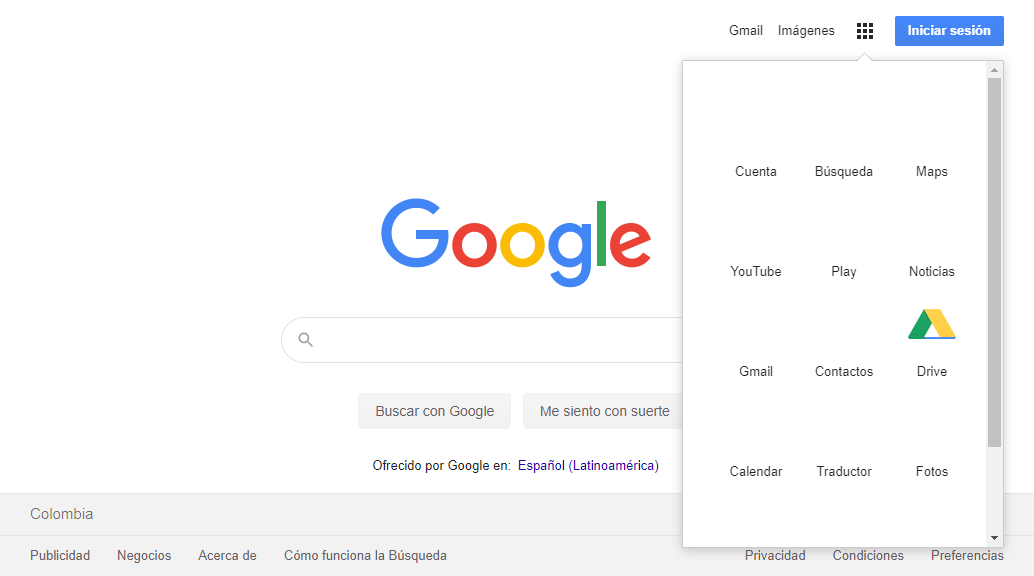 Gmail Imágenes Iniciar sesión
Cuenta Búsqueda Maps
Google
YouTube Play Noticias
Gmail Contactos Drive
Buscar con Google Me siento con suerte
Ofrecido por Google en: Español (Latinoamérica)
Calendar Traductor Fotos
Colombia
Publicidad Negocios Acerca de Cómo funciona la Búsqueda Privacidad Condiciones Preferencias